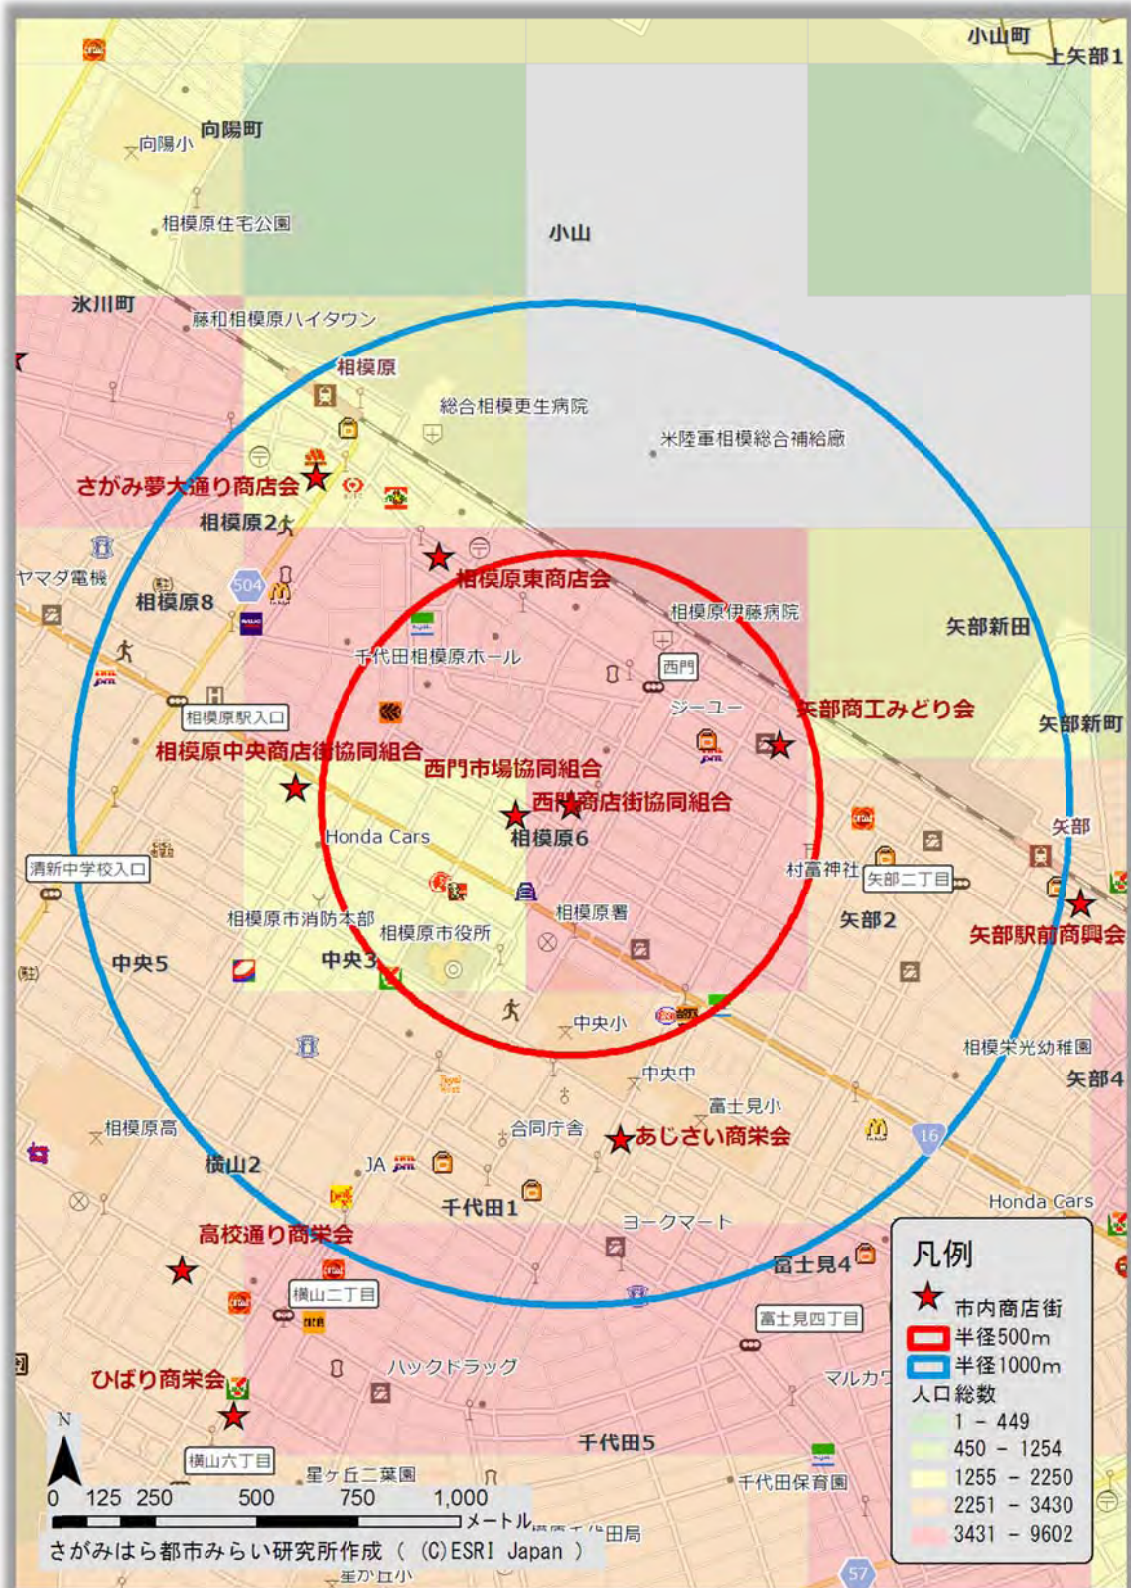 小山町
上矢部1
向陽町
向陽小
相模原住宅公園
小山
氷川町
藤和相模原ハイタウン
相模原
総合相模更生病院
米陸軍相模総合補給廠
さがみ夢大通り商店会
相模原2
相模原東商店会
ヤマダ電機
504
相模原8
相模原伊藤病院
矢部新田
千代田相模原ホール
西門
ジーユー
矢部商工みどり会
相模原駅入口
矢部新町
相模原中央商店街協同組合
西門市場協同組合
西門商店街協同組合
Honda Cars
相模原6
矢部
清新中学校入口
村富神社
矢部二丁目
相模原市消防本部
相模原市役所
相模原署
矢部2
矢部駅前商興会
中央5
中央3
中央小
相模栄光幼稚園
中央中
矢部4
富士見小
相模原高
合同庁舎
あじさい商栄会
16
横山2
JA
千代田1
Honda Cars
ヨークマート
高校通り商栄会
富士見4
横山二丁目
富士見四丁目
ハックドラッグ
ひばり商栄会
千代田5
横山六丁目
星ケ丘二葉園
千代田保育園
凡例
市内商店街
半径500m
半径1000m
人口総数
1 - 449
450 - 1254
1255 - 2250
2251 - 3430
3431 - 9602
N
0 125 250 500 750 1,000
メートル
田局
さがみはら都市みらい研究所作成 ( (C)ESRI Japan )
星が丘小
57